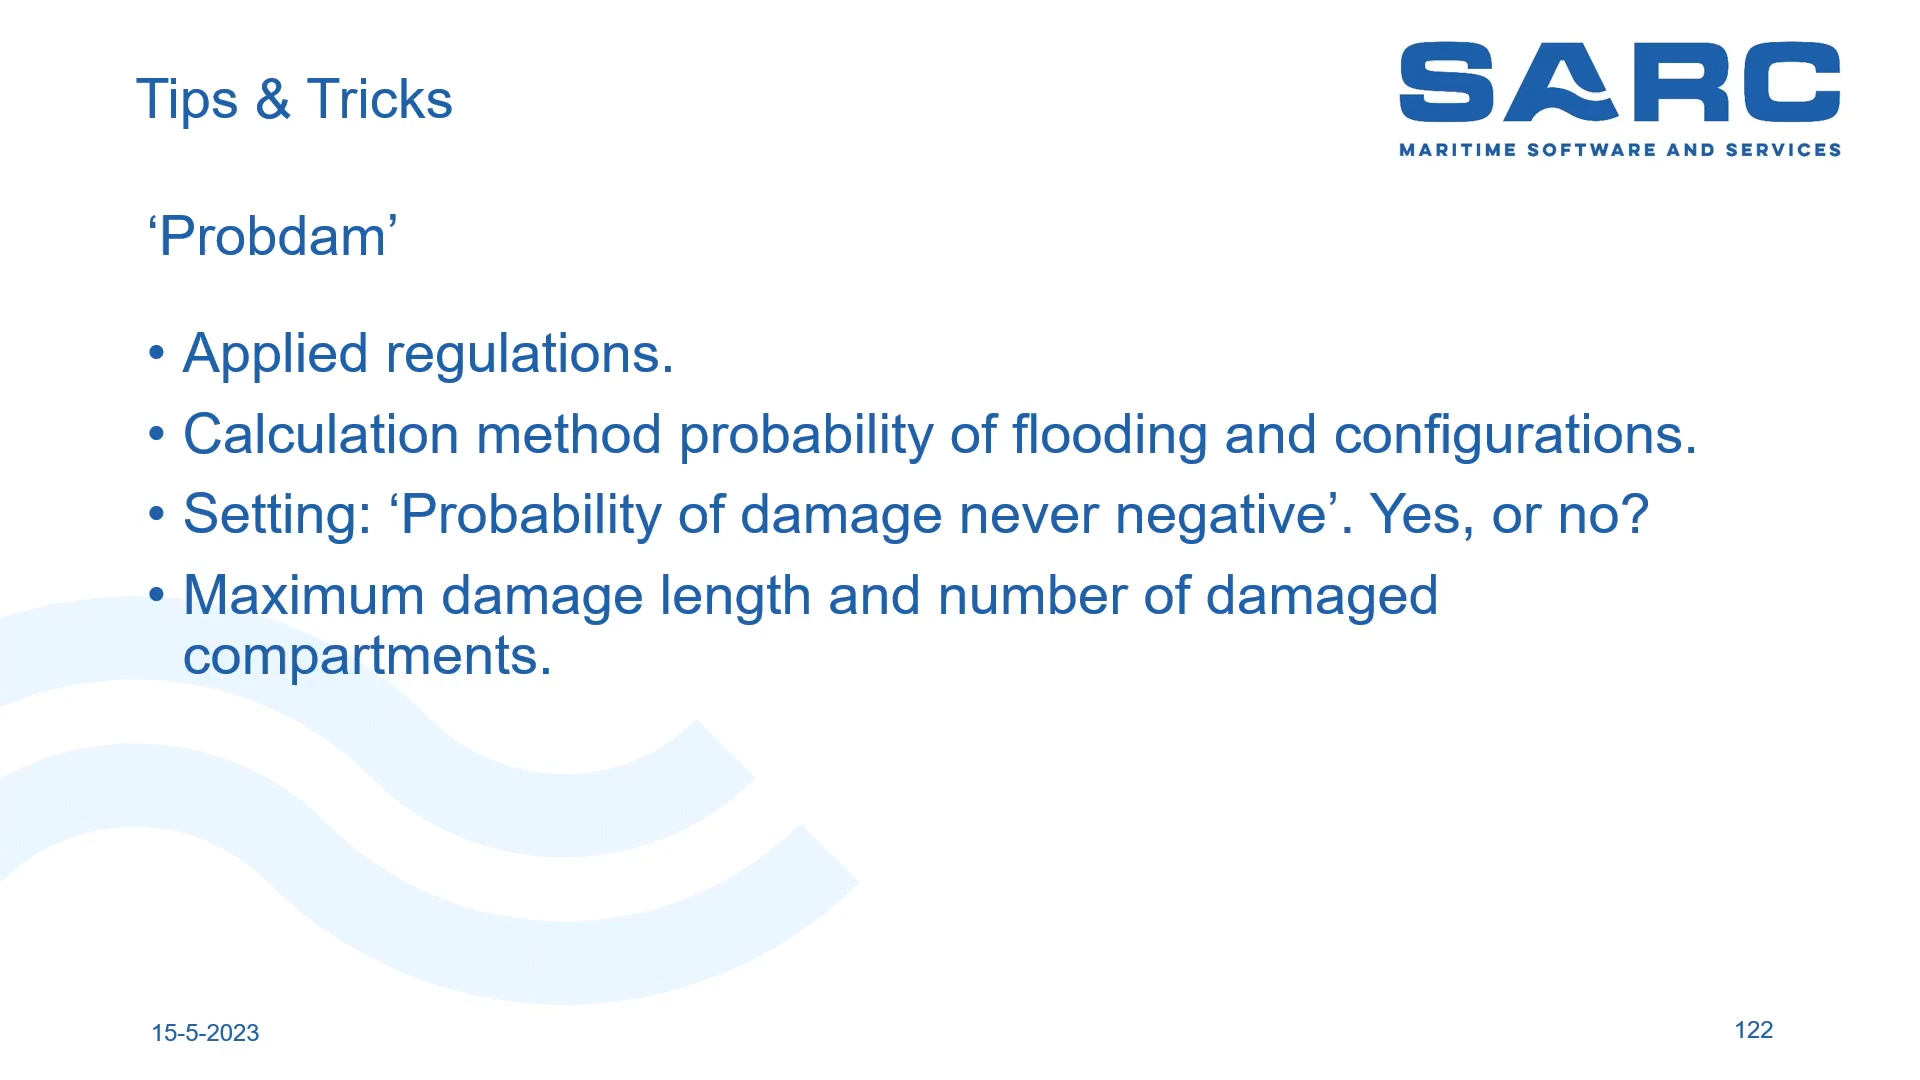 Tips & Tricks
SARC
MARITIME SOFTWARE AND SERVICES
‘Probdam’
• Applied regulations.
• Calculation method probability of flooding and configurations.
• Setting: ‘Probability of damage never negative’. Yes, or no?
• Maximum damage length and number of damaged
compartments.
15-5-2023
122